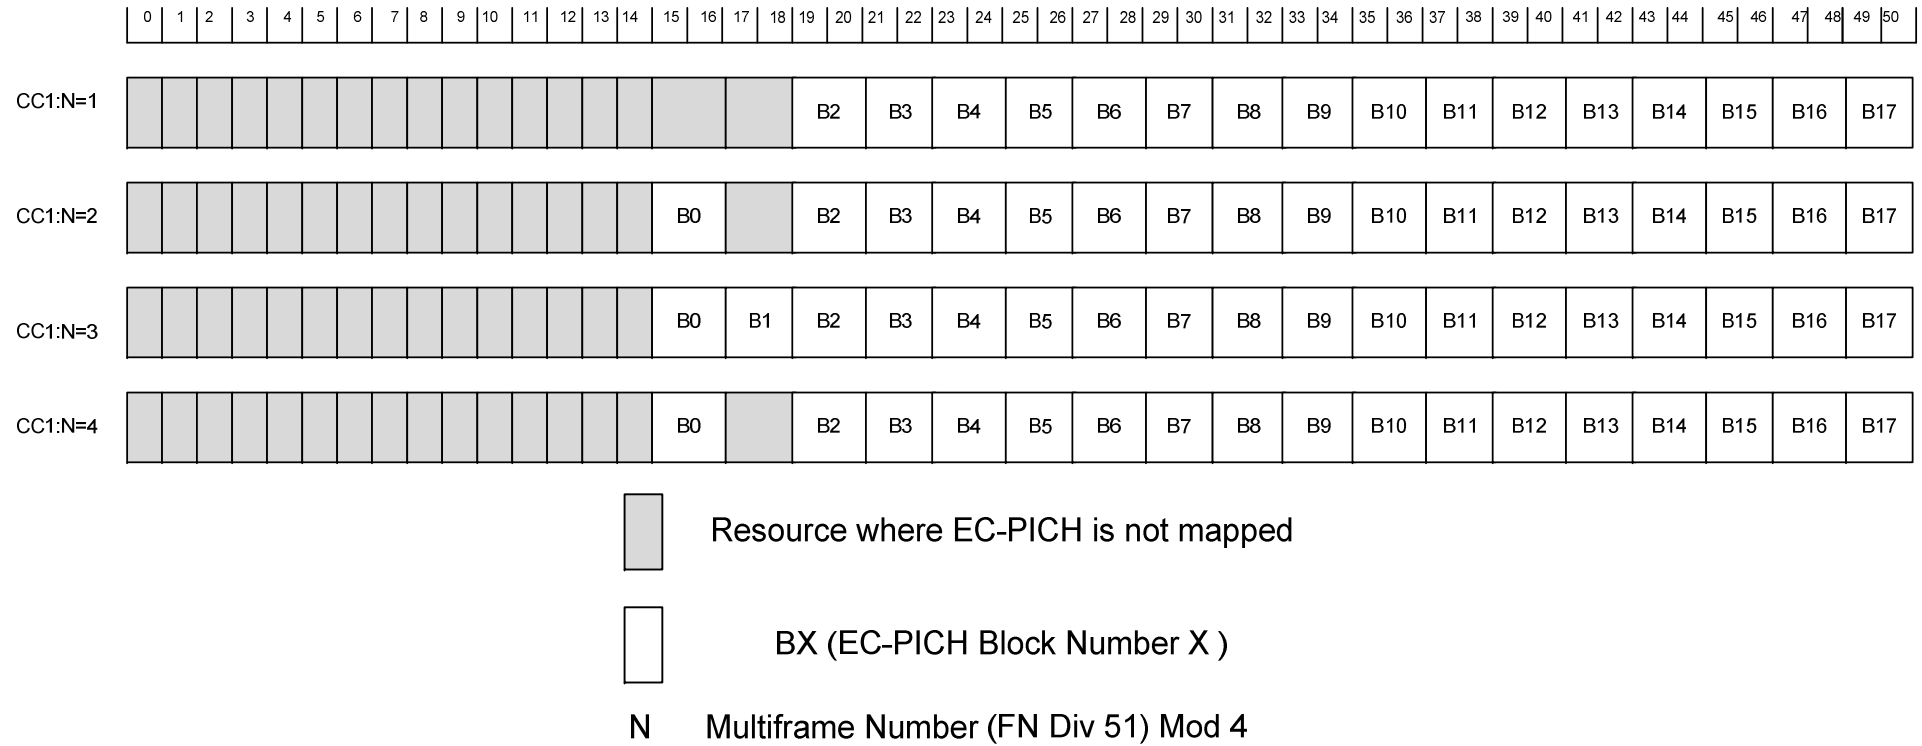 0 1 2 3 4 5 6 7 8 9 10 11 12 13 14 15 16 17 18 19 20 21 22 23 24 25 26 27 28 29 30 31 32 33 34 35 36 37 38 39 40 41 42 43 44 45 46 47 48 49 50
CC1:N=1 B2 B3 B4 B5 B6 B7 B8 B9 B10 B11 B12 B13 B14 B15 B16 B17
CC1:N=2 B0 B2 B3 B4 B5 B6 B7 B8 B9 B10 B11 B12 B13 B14 B15 B16 B17
CC1:N=3 B0 B1 B2 B3 B4 B5 B6 B7 B8 B9 B10 B11 B12 B13 B14 B15 B16 B17
CC1:N=4 B0 B2 B3 B4 B5 B6 B7 B8 B9 B10 B11 B12 B13 B14 B15 B16 B17
Resource where EC-PICH is not mapped
BX (EC-PICH Block Number X )
N Multiframe Number (FN Div 51) Mod 4